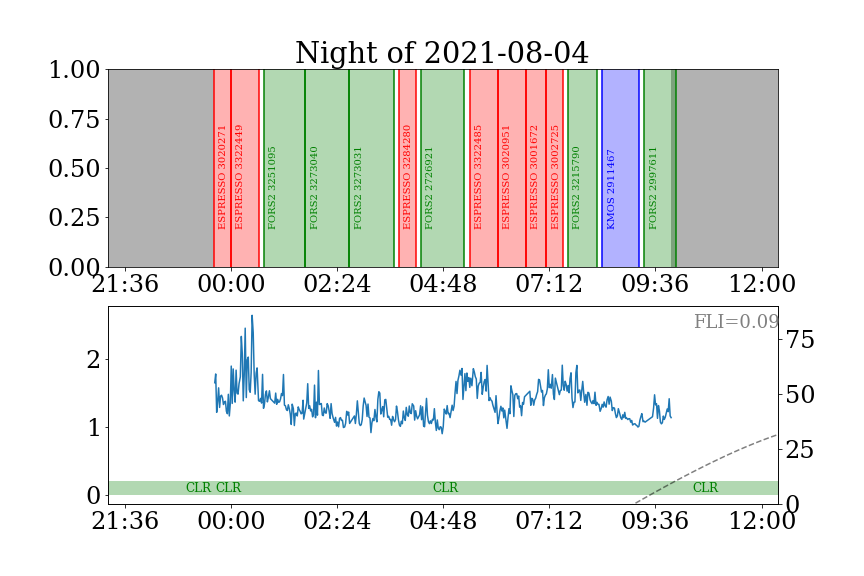 Night of 2021-08-04
1.00
0.75
0.50
0.25
0.00
ESPRESSO 3020271
ESPRESSO 3322449
FORS2 3251095
FORS2 3273040
FORS2 3273031
ESPRESSO 3284280
FORS2 2726921
ESPRESSO 3322485
ESPRESSO 3020951
ESPRESSO 3001672
ESPRESSO 3002725
FORS2 3215790
KMOS 2911467
FORS2 2997611
21:36 00:00 02:24 04:48 07:12 09:36 12:00
FLI=0.09
2
1
0
75
50
25
0
CLR CLR CLR CLR
21:36 00:00 02:24 04:48 07:12 09:36 12:00